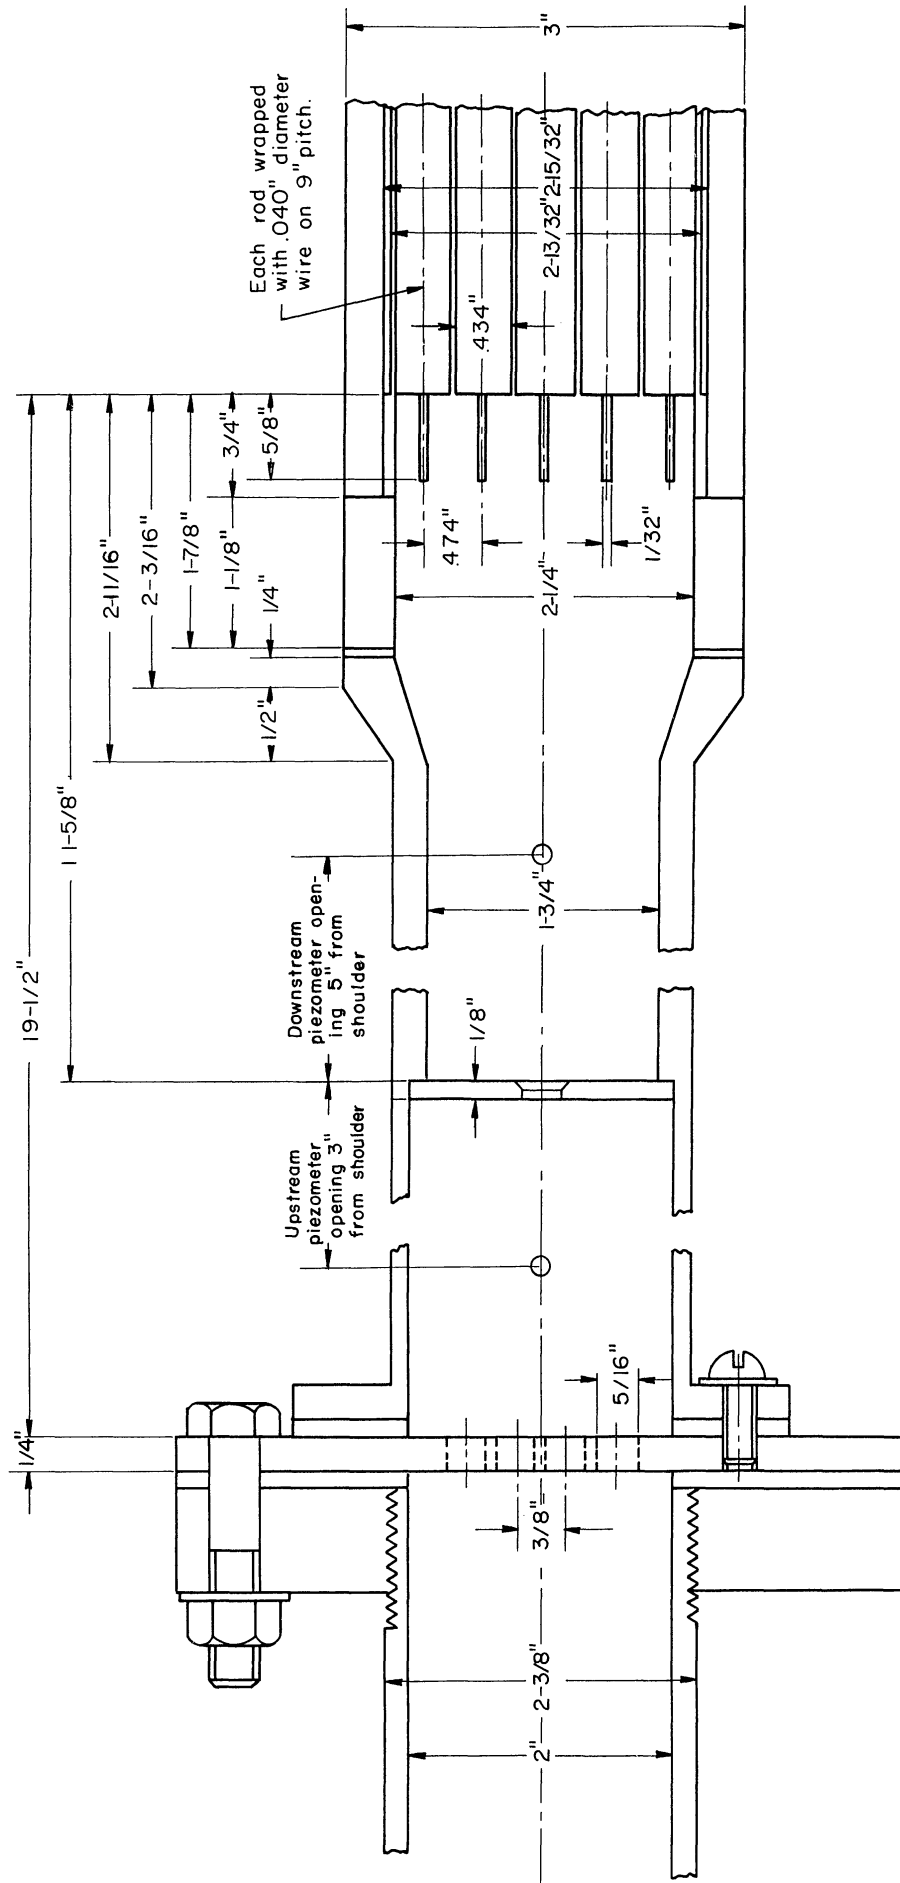 19-1/2"
1/4"
11-5/8"
2-11/16"
2-3/16"
1-7/8"
1-1/8"
3/4"
1/4"
5/8"
1/2"
Each rod wrapped
with .040" diameter
wire on 9" pitch.
Upstream
piezometer
opening 3"
from shoulder
Downstream
piezometer open-
ing 5" from
shoulder
1/8"
.474"
.434"
1/32"
5/16"
3/8"
2"
2-3/8"
1-3/4"
2-1/4"
2-13/32"
2-15/32"
3"